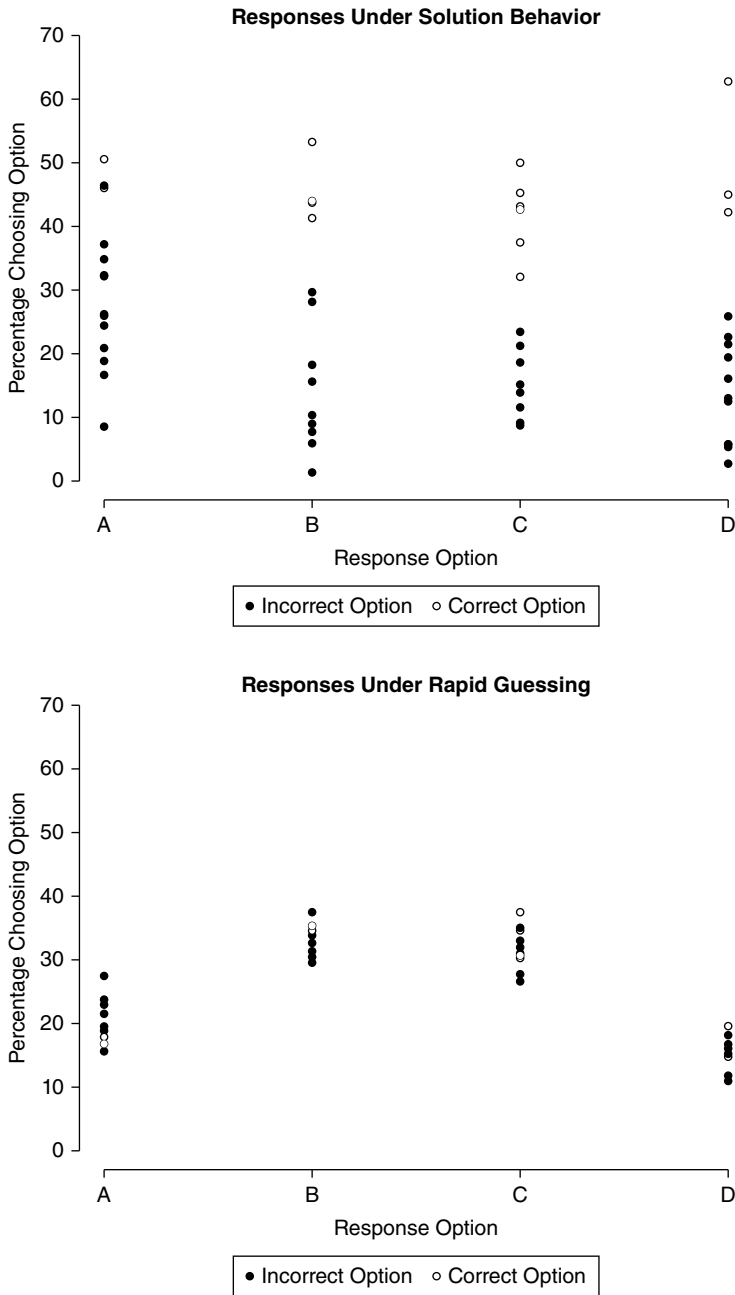 Responses Under Solution Behavior
Percentage Choosing Option
70
60
50
40
30
20
10
0
A B C D
Response Option
Incorrect Option Correct Option
Responses Under Rapid Guessing
Percentage Choosing Option
70
60
50
40
30
20
10
0
A B C D
Response Option
Incorrect Option Correct Option